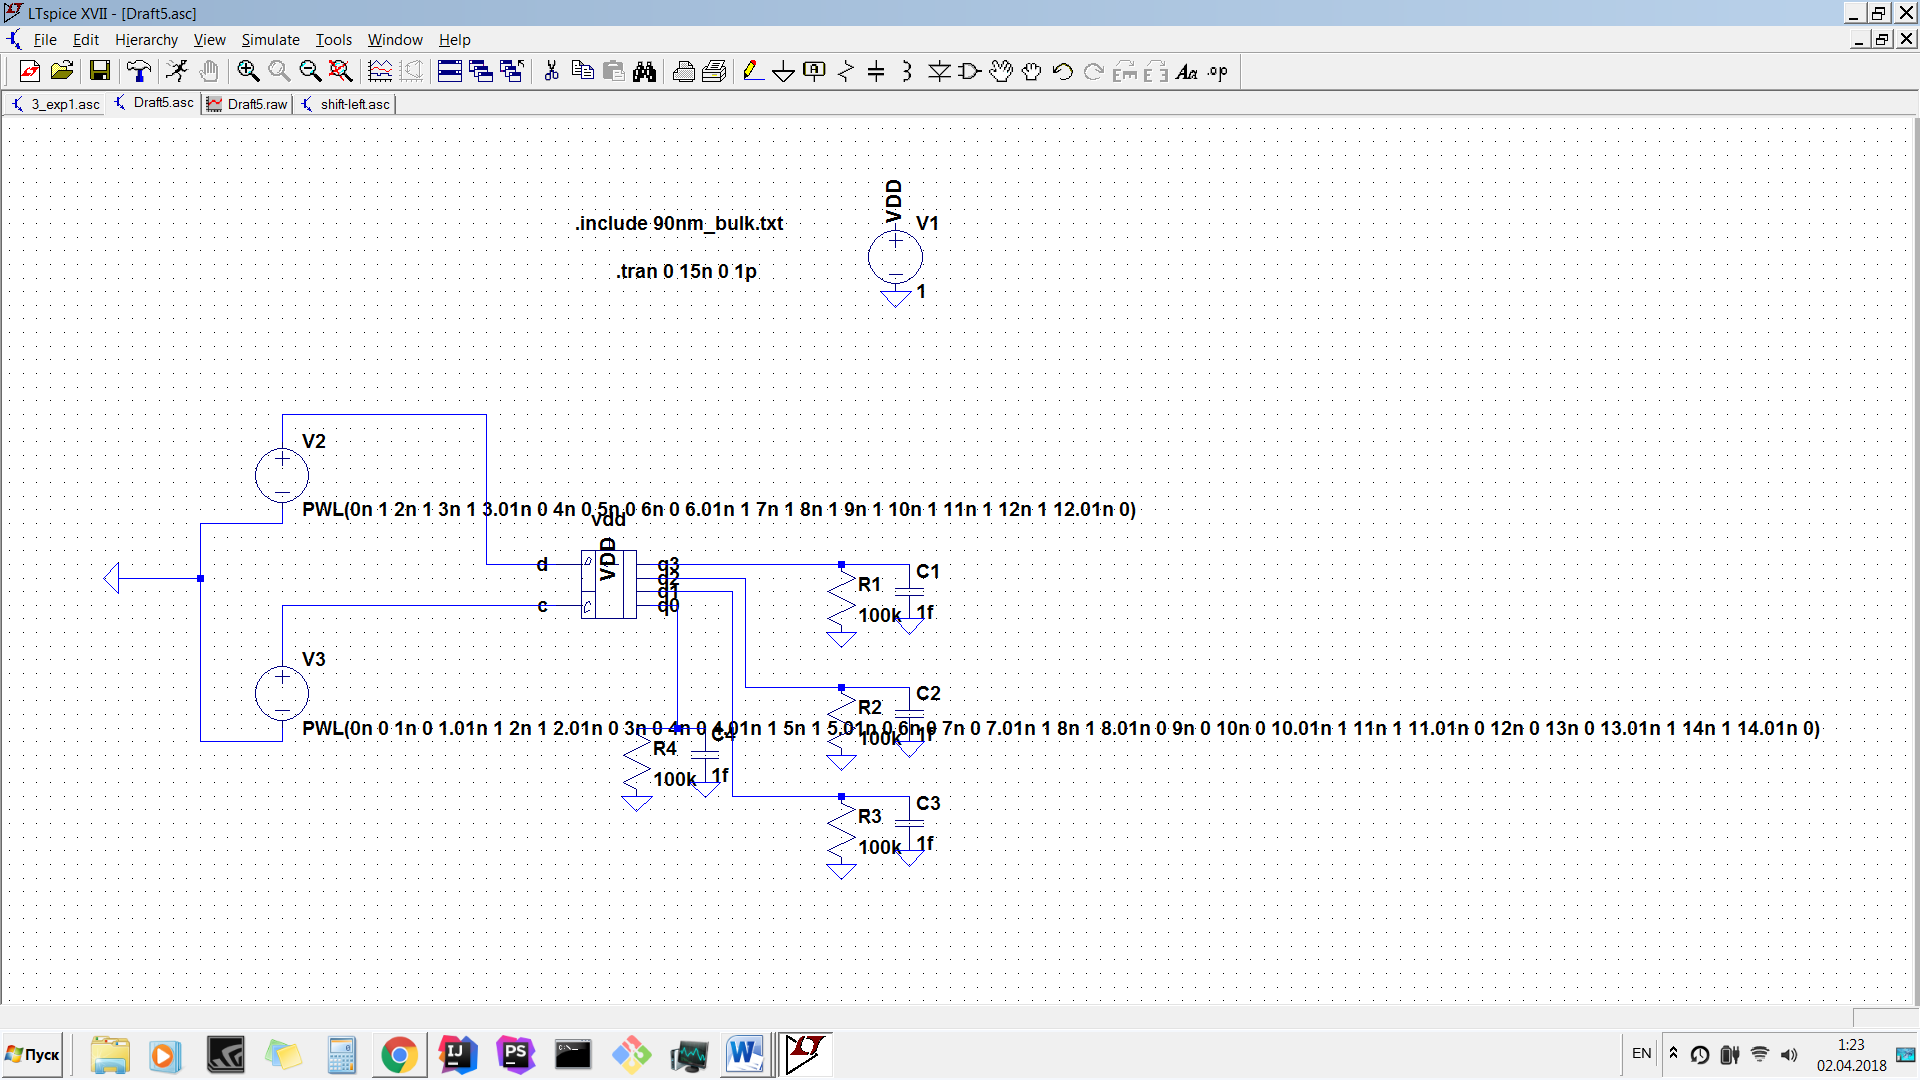 LTspice XVII - [Draft5.asc]
File Edit Hierarchy View Simulate Tools Window Help
3_exp1.asc Draft5.asc Draft5.raw shift-left.asc
VDD
.include 90nm_bulk.txt
V1
.tran 0 15n 0 1p
1
V2
PWL(0n 1 2n 1 3n 1 3.01n 0 4n 0 5n 0 6n 0 6.01n 1 7n 1 8n 1 9n 1 10n 1 11n 1 12n 1 12.01n 0)
vdd
VDD
d
q3
q2
q1
c
q0
R1
100k
C1
1f
V3
PWL(0n 0 1n 0 1.01n 1 2n 1 2.01n 0 3n 0 4n 0 4.01n 1 5n 1 5.01n 0 6n 0 7n 0 7.01n 1 8n 1 8.01n 0 9n 0 10n 0 10.01n 1 11n 1 11.01n 0 12n 0 13n 0 13.01n 1 14n 1 14.01n 0)
R2
100k
C2
1f
R4
100k
C4
1f
R3
100k
C3
1f
Пуск
EN
1:23
02.04.2018